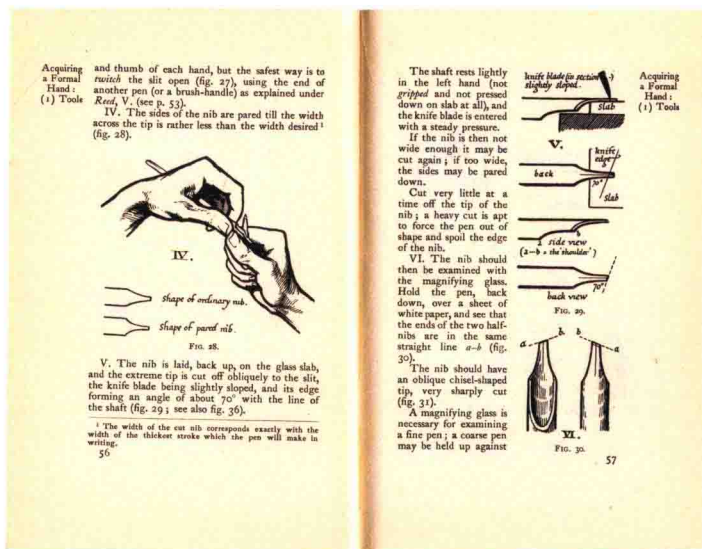 Acquiring
a Formal
Hand :
(1) Tools
and thumb of each hand, but the safest way is to
twitch the slit open (fig. 27), using the end of
another pen (or a brush-handle) as explained under
Reed, V. (see p. 53).
IV. The sides of the nib are pared till the width
across the tip is rather less than the width desired ¹
(fig. 28).
IV.
Shape of ordinary nib.
Shape of pared nib.
FIG. 28.
V. The nib is laid, back up, on the glass slab,
and the extreme tip is cut off obliquely to the slit,
the knife blade being slightly sloped, and its edge
forming an angle of about 70° with the line of
the shaft (fig. 29 ; see also fig. 36).
¹ The width of the cut nib corresponds exactly with the
width of the thickest stroke which the pen will make in
writing.
56
The shaft rests lightly
in the left hand (not
gripped and not pressed
down on slab at all), and
the knife blade is entered
with a steady pressure.
If the nib is then not
wide enough it may be
cut again ; if too wide,
the sides may be pared
down.
Cut very little at a
time off the tip of the
nib ; a heavy cut is apt
to force the pen out of
shape and spoil the edge
of the nib.
VI. The nib should
then be examined with
the magnifying glass.
Hold the pen, back
down, over a sheet of
white paper, and see that
the ends of the two half-
nibs are in the same
straight line a–b (fig.
30).
The nib should have
an oblique chisel-shaped
tip, very sharply cut
(fig. 31).
A magnifying glass is
necessary for examining
a fine pen ; a coarse pen
may be held up against
knife blade (in section)
slightly sloped.
slab
V.
knife
edge
back
70°
slab
a
b
side view
(a–b = the 'shoulder')
70°
back view
FIG. 29.
a b b a
VI.
FIG. 30.
Acquiring
a Formal
Hand :
(1) Tools
57